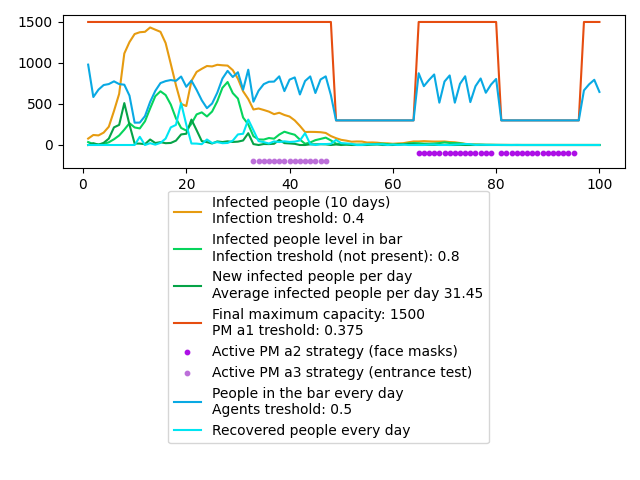 1500
1000
500
0
0
20
40
60
80
100
Infected people (10 days)
Infection treshold: 0.4
Infected people level in bar
Infection treshold (not present): 0.8
New infected people per day
Average infected people per day 31.45
Final maximum capacity: 1500
PM a1 treshold: 0.375
Active PM a2 strategy (face masks)
Active PM a3 strategy (entrance test)
People in the bar every day
Agents treshold: 0.5
Recovered people every day